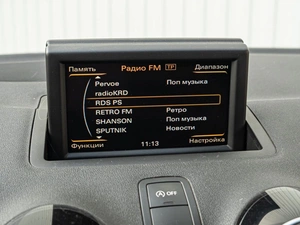 Память Радио FM TP Диапазон
Pervoe Поп музыка
radioKRD
RDS PS
RETRO FM Ретро
SHANSON Поп музыка
SPUTNIK Новости
Функции 11:13 Настройка
OFF